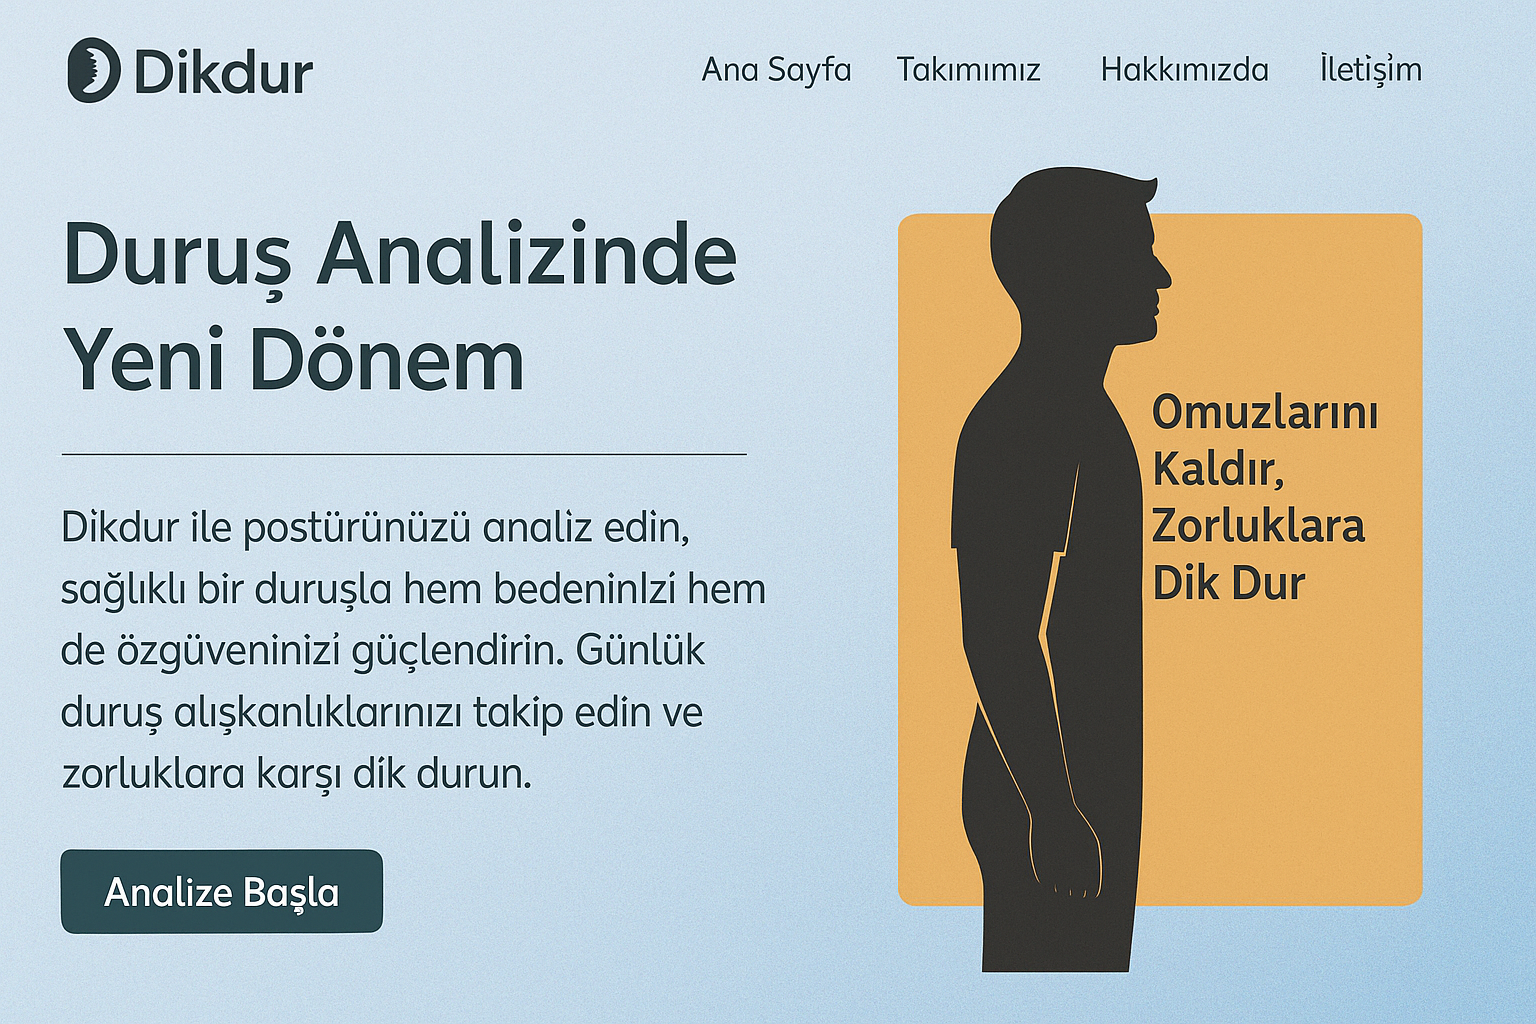 Dikdur
Ana Sayfa Takımımız Hakkımızda İletişim
Duruş Analizinde
Yeni Dönem
Dikdur ile postürünüzü analiz edin,
sağlıklı bir duruşla hem bedeninlzi hem
de özgüveninizi güçlendirin. Günlük
duruş alışkanlıklarınızı takip edin ve
zorluklara karşı dik durun.
Analize Başla
Omuzlarını
Kaldır,
Zorluklara
Dik Dur